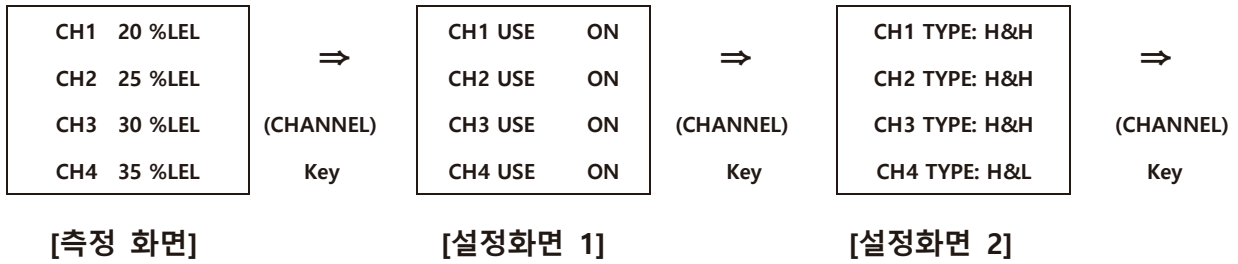 CH1 20 %LEL
CH2 25 %LEL
CH3 30 %LEL
CH4 35 %LEL
⇒
(CHANNEL)
Key
CH1 USE ON
CH2 USE ON
CH3 USE ON
CH4 USE ON
⇒
(CHANNEL)
Key
CH1 TYPE: H&H
CH2 TYPE: H&H
CH3 TYPE: H&H
CH4 TYPE: H&L
⇒
(CHANNEL)
Key
[측정 화면]
[설정화면 1]
[설정화면 2]